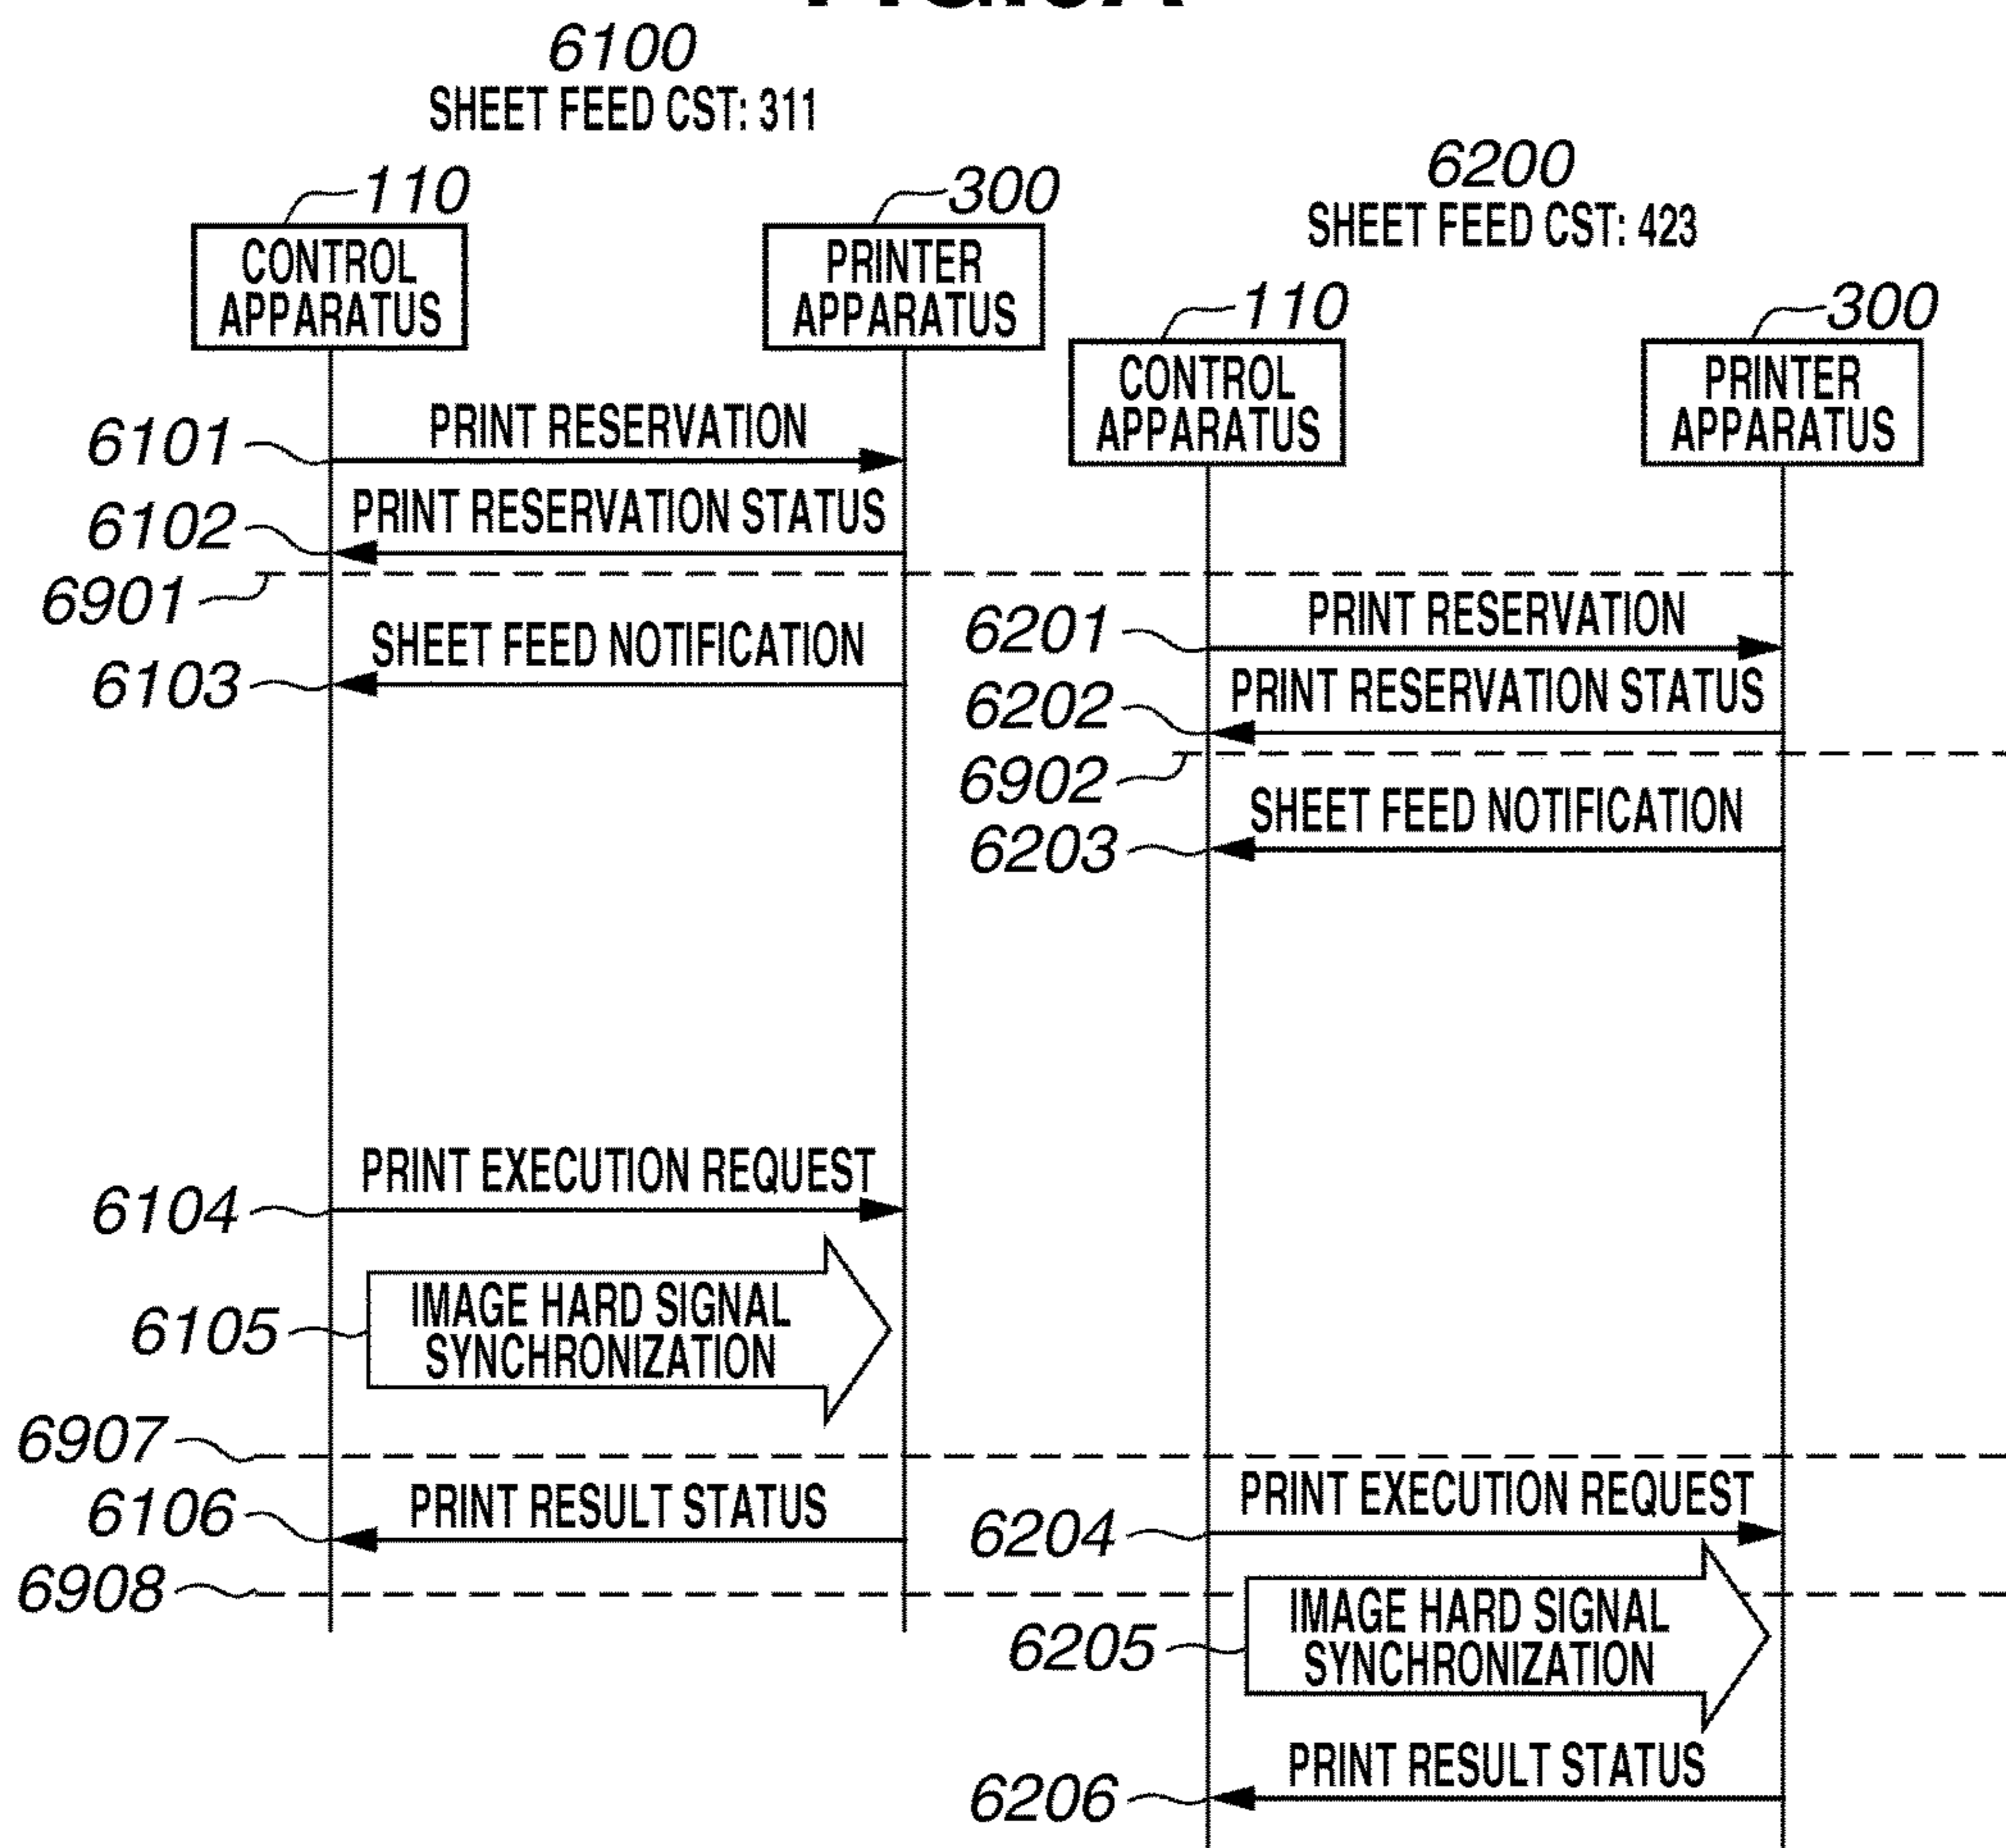 6100
SHEET FEED CST: 311
110
300
CONTROL
APPARATUS
PRINTER
APPARATUS
6200
SHEET FEED CST: 423
110
300
CONTROL
APPARATUS
PRINTER
APPARATUS
6101
PRINT RESERVATION
6102
PRINT RESERVATION STATUS
6901
6103
SHEET FEED NOTIFICATION
6201
PRINT RESERVATION
6202
PRINT RESERVATION STATUS
6902
6203
SHEET FEED NOTIFICATION
6104
PRINT EXECUTION REQUEST
6105
IMAGE HARD SIGNAL
SYNCHRONIZATION
6907
6106
PRINT RESULT STATUS
6908
6204
PRINT EXECUTION REQUEST
6205
IMAGE HARD SIGNAL
SYNCHRONIZATION
6206
PRINT RESULT STATUS